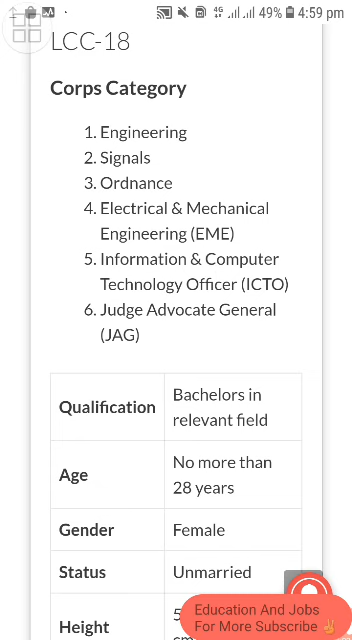 4G 49% 4:59 pm
LCC-18
Corps Category
1. Engineering
2. Signals
3. Ordnance
4. Electrical & Mechanical
Engineering (EME)
5. Information & Computer
Technology Officer (ICTO)
6. Judge Advocate General
(JAG)
Qualification
Bachelors in
relevant field
Age
No more than
28 years
Gender
Female
Status
Unmarried
Height
5
Education And Jobs
For More Subscribe ✌